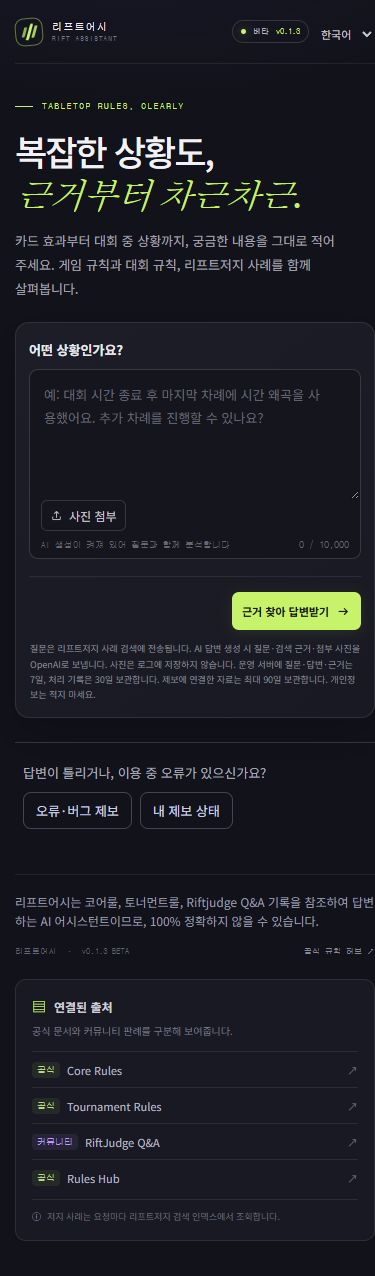 리프트어시
RIFT ASSISTANT
베타 v0.1.3
한국어
TABLETOP RULES, CLEARLY
복잡한 상황도,
근거부터 차근차근.
카드 효과부터 대회 중 상황까지, 궁금한 내용을 그대로 적어
주세요. 게임 규칙과 대회 규칙, 리프트저지 사례를 함께
살펴봅니다.
어떤 상황인가요?
예: 대회 시간 종료 후 마지막 차례에 시간 왜곡을 사
용했어요. 추가 차례를 진행할 수 있나요?
사진 첨부
AI 생성이 켜져 있어 질문과 함께 분석합니다
0 / 10,000
근거 찾아 답변받기 →
질문은 리프트저지 사례 검색에 전송됩니다. AI 답변 생성 시 질문·검색 근거·첨부 사진을
OpenAI로 보냅니다. 사진은 로그에 저장하지 않습니다. 운영 서버에 질문·답변·근거는
7일, 처리 기록은 30일 보관합니다. 제보에 연결한 자료는 최대 90일 보관합니다. 개인정
보는 적지 마세요.
답변이 틀리거나, 이용 중 오류가 있으신가요?
오류·버그 제보
내 제보 상태
리프트어시는 코어룰, 토너먼트룰, Riftjudge Q&A 기록을 참조하여 답변
하는 AI 어시스턴트이므로, 100% 정확하지 않을 수 있습니다.
리프트어시 · v0.1.3 BETA
공식 규칙 허브 ↗
연결된 출처
공식 문서와 커뮤니티 판례를 구분해 보여줍니다.
공식 Core Rules ↗
공식 Tournament Rules ↗
커뮤니티 RiftJudge Q&A ↗
공식 Rules Hub ↗
저지 사례는 요청마다 리프트저지 검색 인덱스에서 조회합니다.